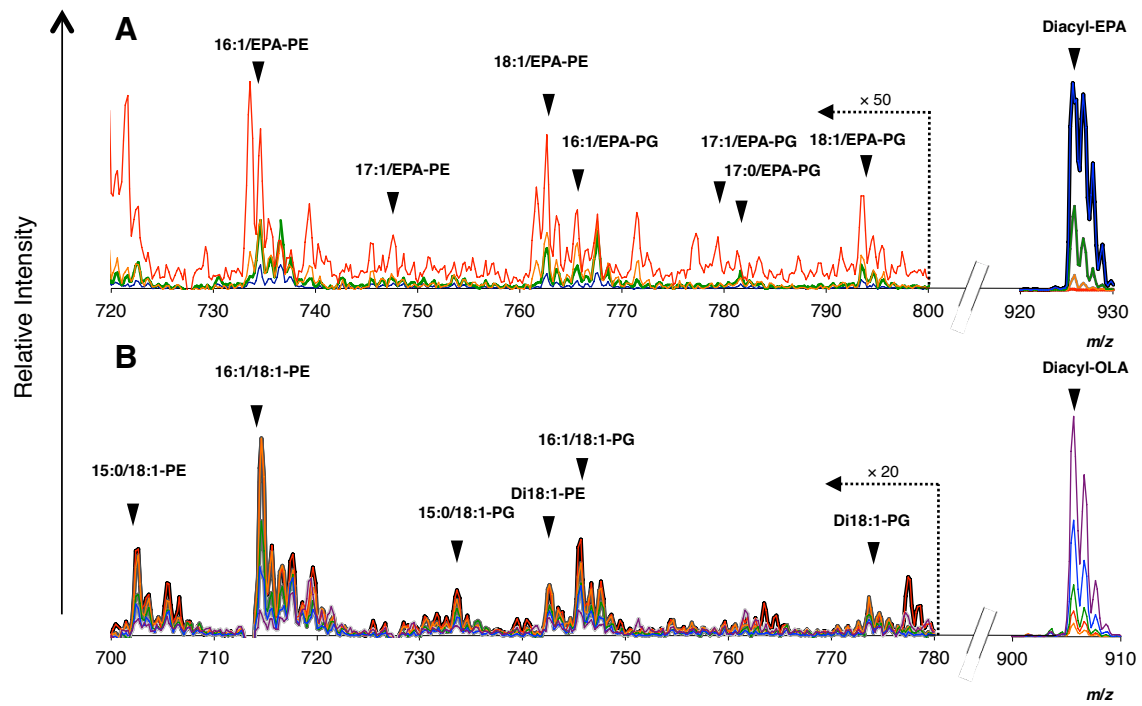 A
Diacyl-EPA
16:1/EPA-PE
18:1/EPA-PE
× 50
16:1/EPA-PG
17:1/EPA-PG
18:1/EPA-PG
17:1/EPA-PE
17:0/EPA-PG
Relative Intensity
720
730
740
750
760
770
780
790
800
920
930
m/z
B
Diacyl-OLA
16:1/18:1-PE
16:1/18:1-PG
15:0/18:1-PE
× 20
Di18:1-PE
15:0/18:1-PG
Di18:1-PG
700
710
720
730
740
750
760
770
780
900
910
m/z